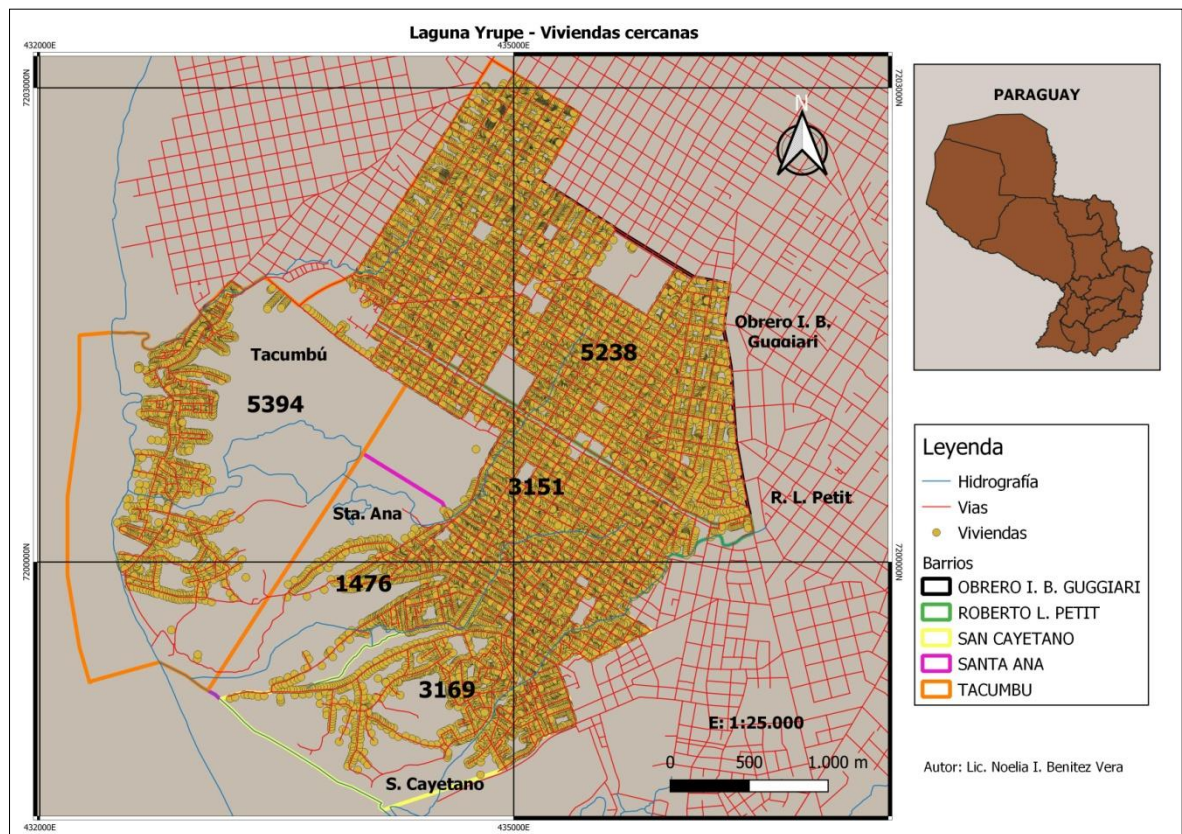 Laguna Yrupe - Viviendas cercanas
432000E
435000E
7203000N
7203000N
N
PARAGUAY
Obrero I. B.
Guggiari
5238
Tacumbú
5394
3151
R. L. Petit
Sta. Ana
7200000N
7200000N
1476
3169
E: 1:25.000
0 500 1.000 m
S. Cayetano
432000E
435000E
Leyenda
Hidrografía
Vias
Viviendas
Barrios
OBRERO I. B. GUGGIARI
ROBERTO L. PETIT
SAN CAYETANO
SANTA ANA
TACUMBU
Autor: Lic. Noelia I. Benitez Vera